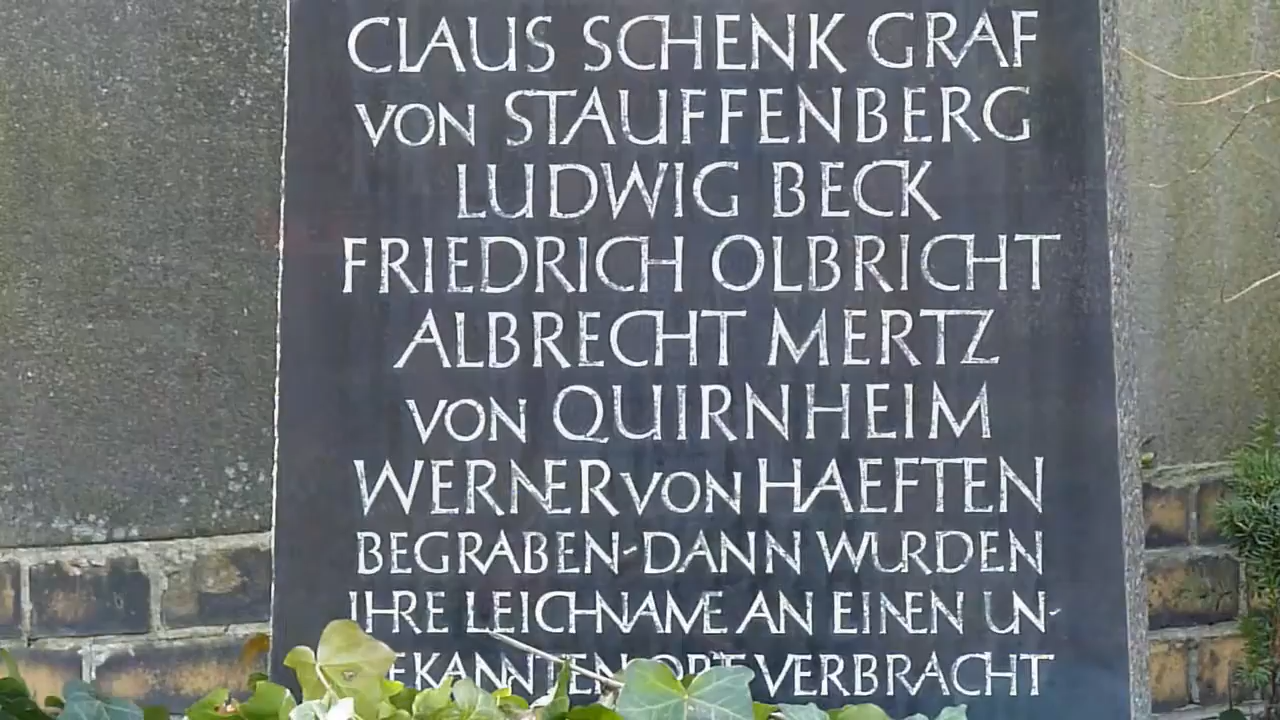 CLAUS SCHENK GRAF
VON STAUFFENBERG
LUDWIG BECK
FRIEDRICH OLBRICHT
ALBRECHT MERTZ
VON QUIRNHEIM
WERNER VON HAEFTEN
BEGRABEN-DANN WURDEN
IHRE LEICHNAME AN EINEN UN-
EKANNTEN ORT VERBRACHT